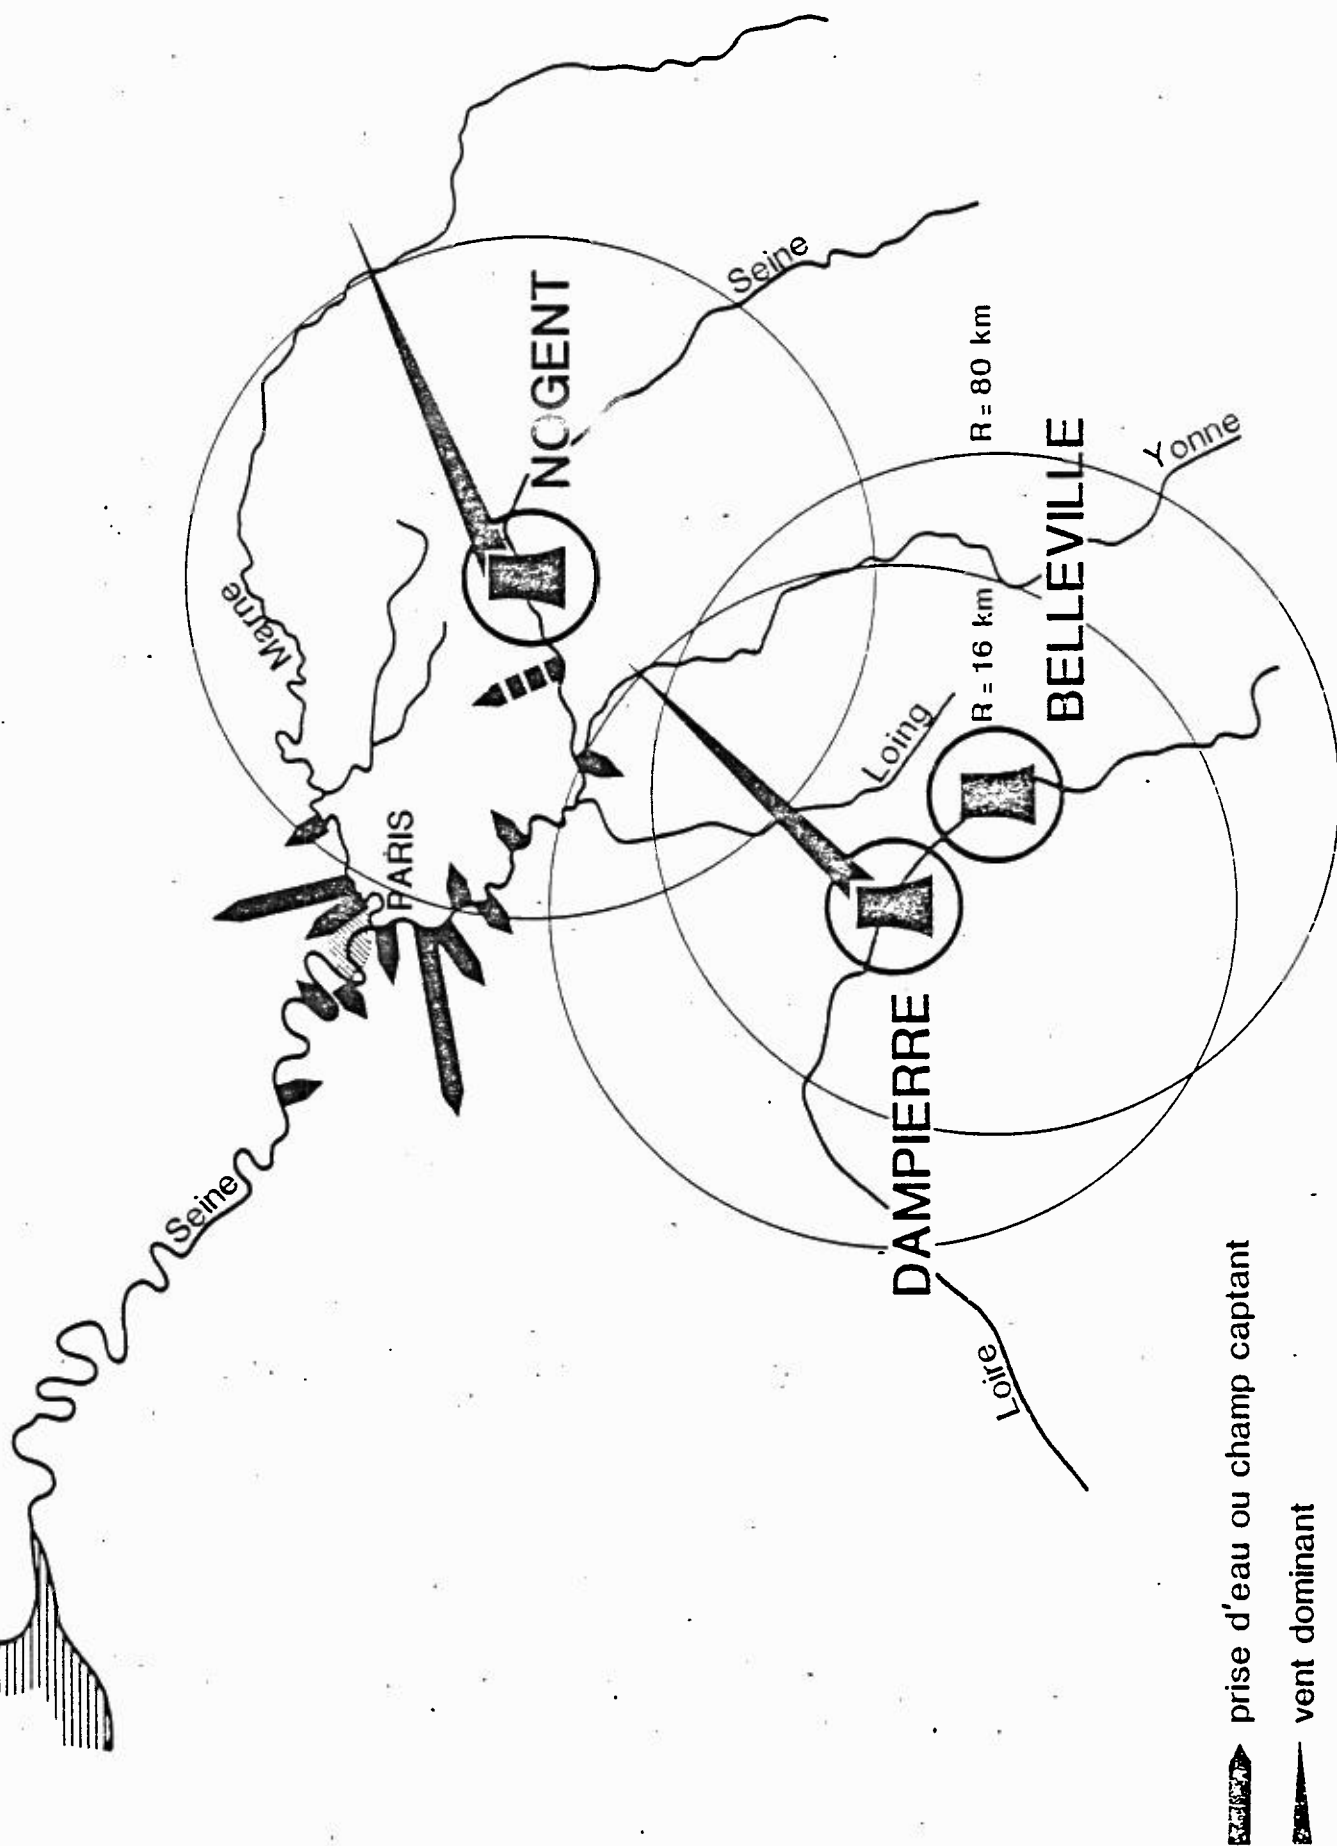 Seine
Marne
PARIS
NOGENT
Seine
Loing
R = 16 km
R = 80 km
BELLEVILLE
Yonne
DAMPIERRE
Loire
prise d'eau ou champ captant
vent dominant